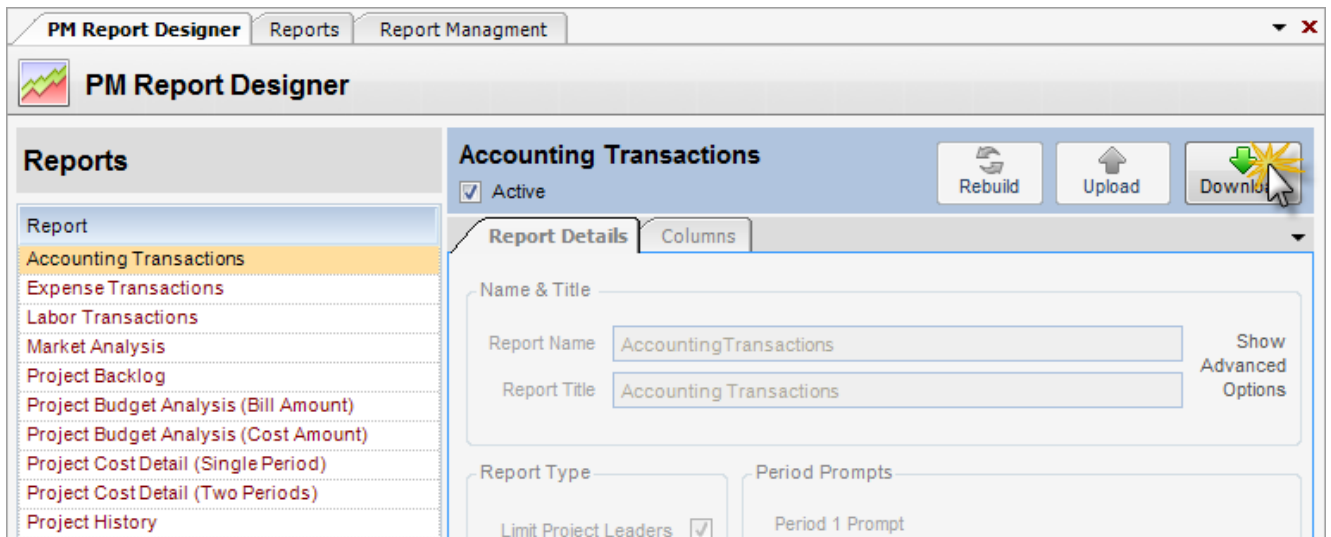 PM Report Designer Reports Report Managment
PM Report Designer
Reports
Report
Accounting Transactions
Expense Transactions
Labor Transactions
Market Analysis
Project Backlog
Project Budget Analysis (Bill Amount)
Project Budget Analysis (Cost Amount)
Project Cost Detail (Single Period)
Project Cost Detail (Two Periods)
Project History
Accounting Transactions
Active
Rebuild Upload Download
Report Details Columns
Name & Title
Report Name AccountingTransactions
Report Title Accounting Transactions
Show
Advanced
Options
Report Type
Limit Project Leaders
Period Prompts
Period 1 Prompt